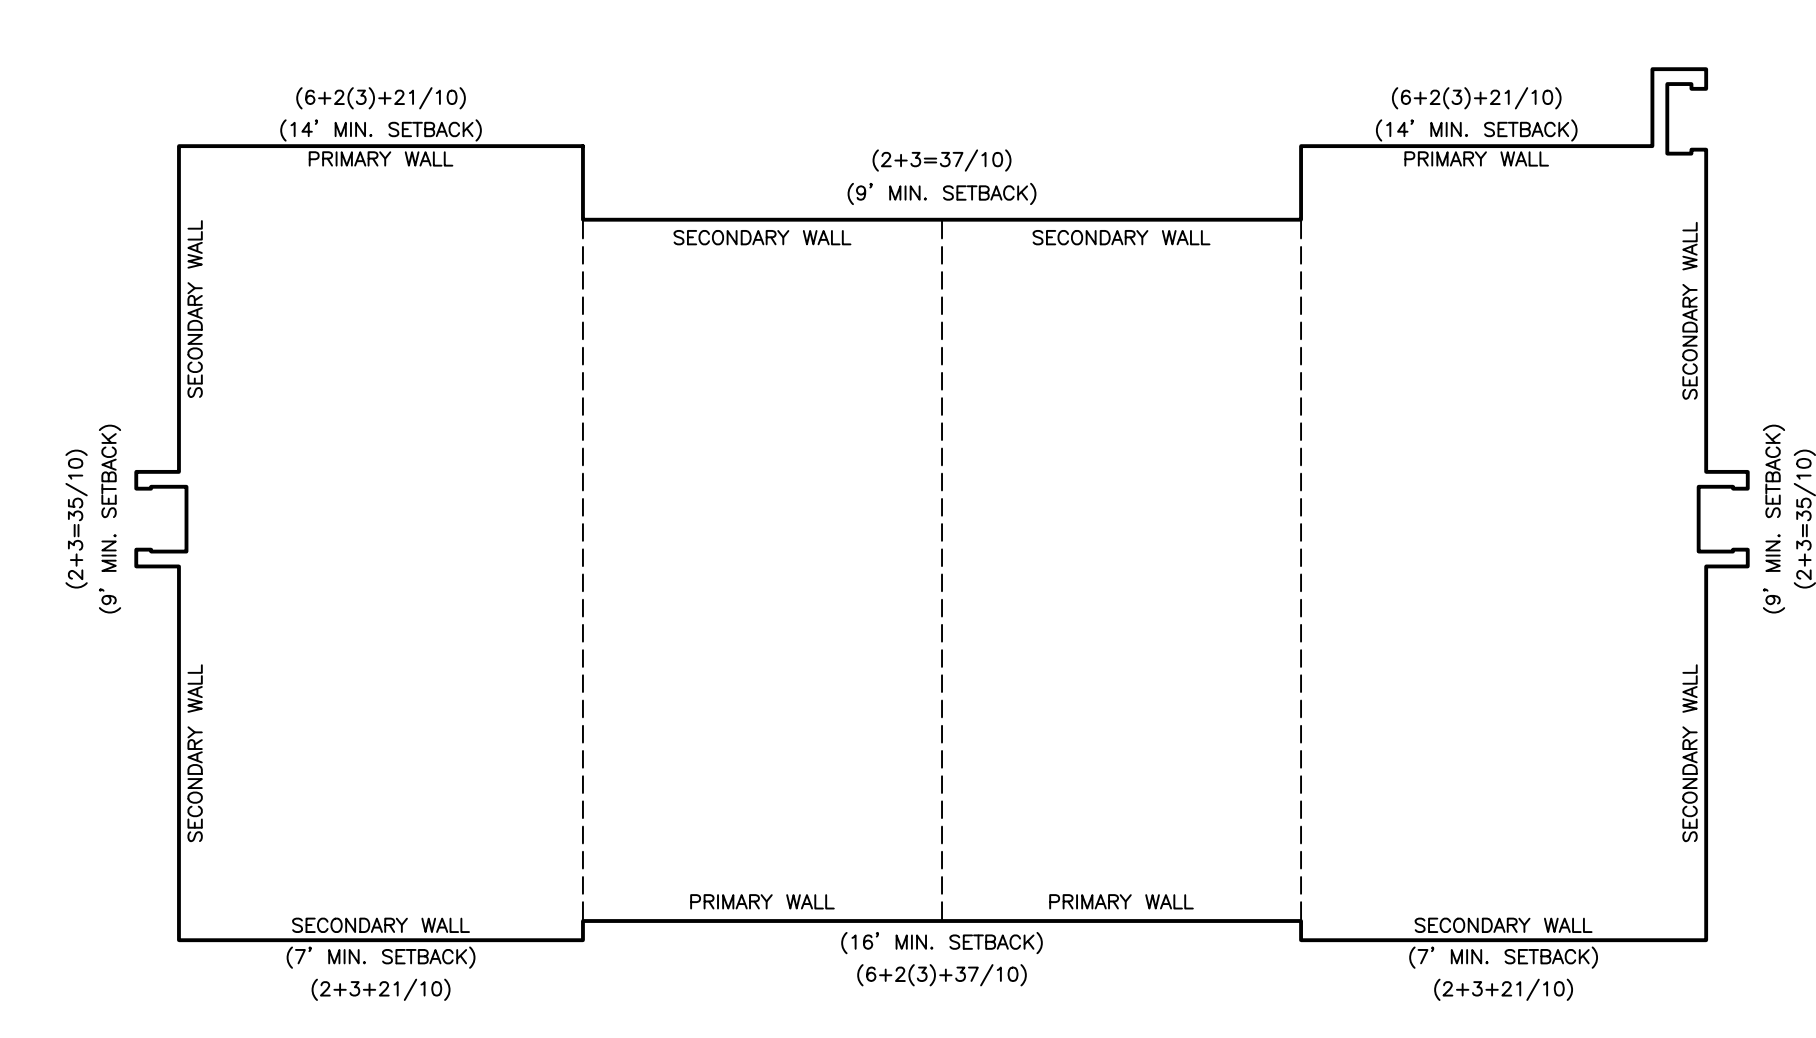 (6+2(3)+21/10)
(14' MIN. SETBACK)
PRIMARY WALL
(2+3=37/10)
(9' MIN. SETBACK)
(6+2(3)+21/10)
(14' MIN. SETBACK)
PRIMARY WALL
SECONDARY WALL
SECONDARY WALL
SECONDARY WALL
SECONDARY WALL
(2+3=35/10)
(9' MIN. SETBACK)
(9' MIN. SETBACK)
(2+3=35/10)
SECONDARY WALL
SECONDARY WALL
SECONDARY WALL
(7' MIN. SETBACK)
(2+3+21/10)
PRIMARY WALL
PRIMARY WALL
(16' MIN. SETBACK)
(6+2(3)+37/10)
SECONDARY WALL
(7' MIN. SETBACK)
(2+3+21/10)